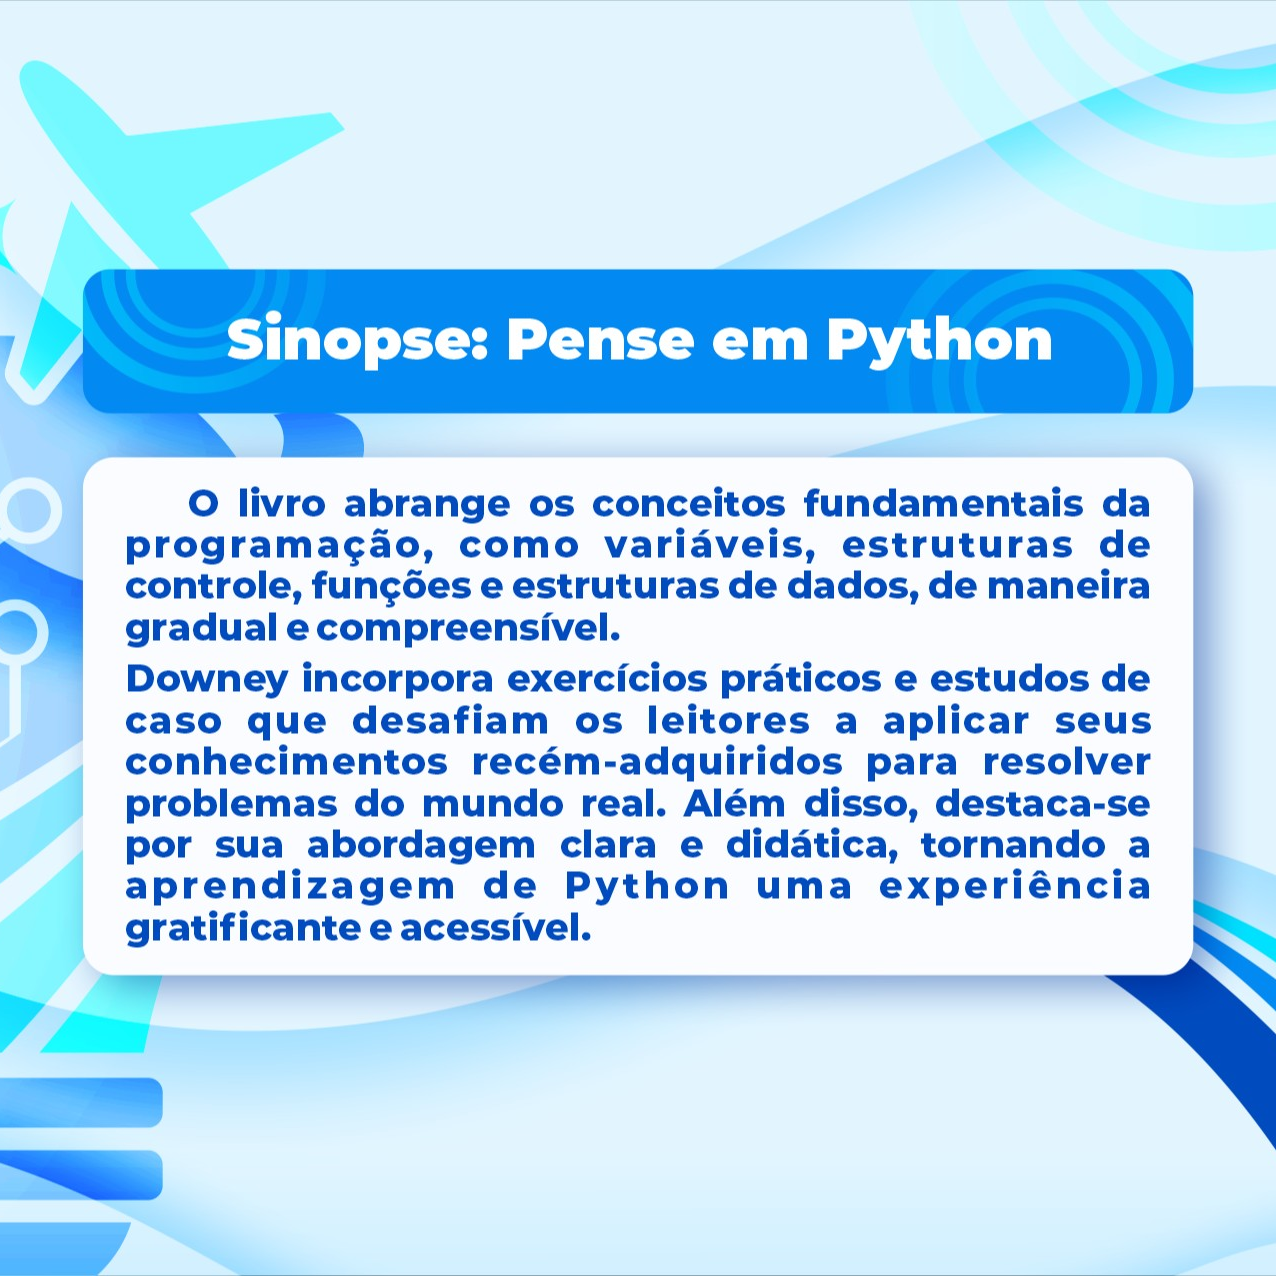 Sinopse: Pense em Python
O livro abrange os conceitos fundamentais da
programação, como variáveis, estruturas de
controle, funções e estruturas de dados, de maneira
gradual e compreensível.
Downey incorpora exercícios práticos e estudos de
caso que desafiam os leitores a aplicar seus
conhecimentos recém-adquiridos para resolver
problemas do mundo real. Além disso, destaca-se
por sua abordagem clara e didática, tornando a
aprendizagem de Python uma experiência
gratificante e acessível.